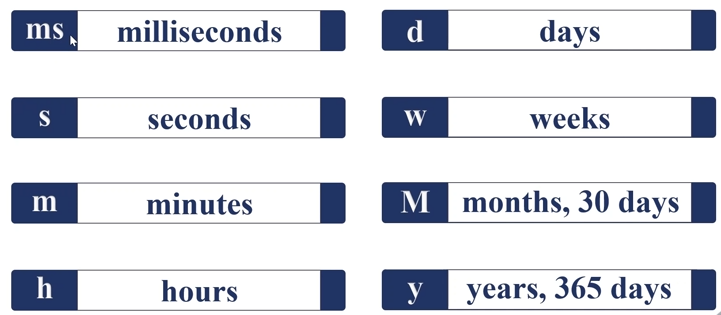 ms milliseconds
s seconds
m minutes
h hours
d days
w weeks
M months, 30 days
y years, 365 days